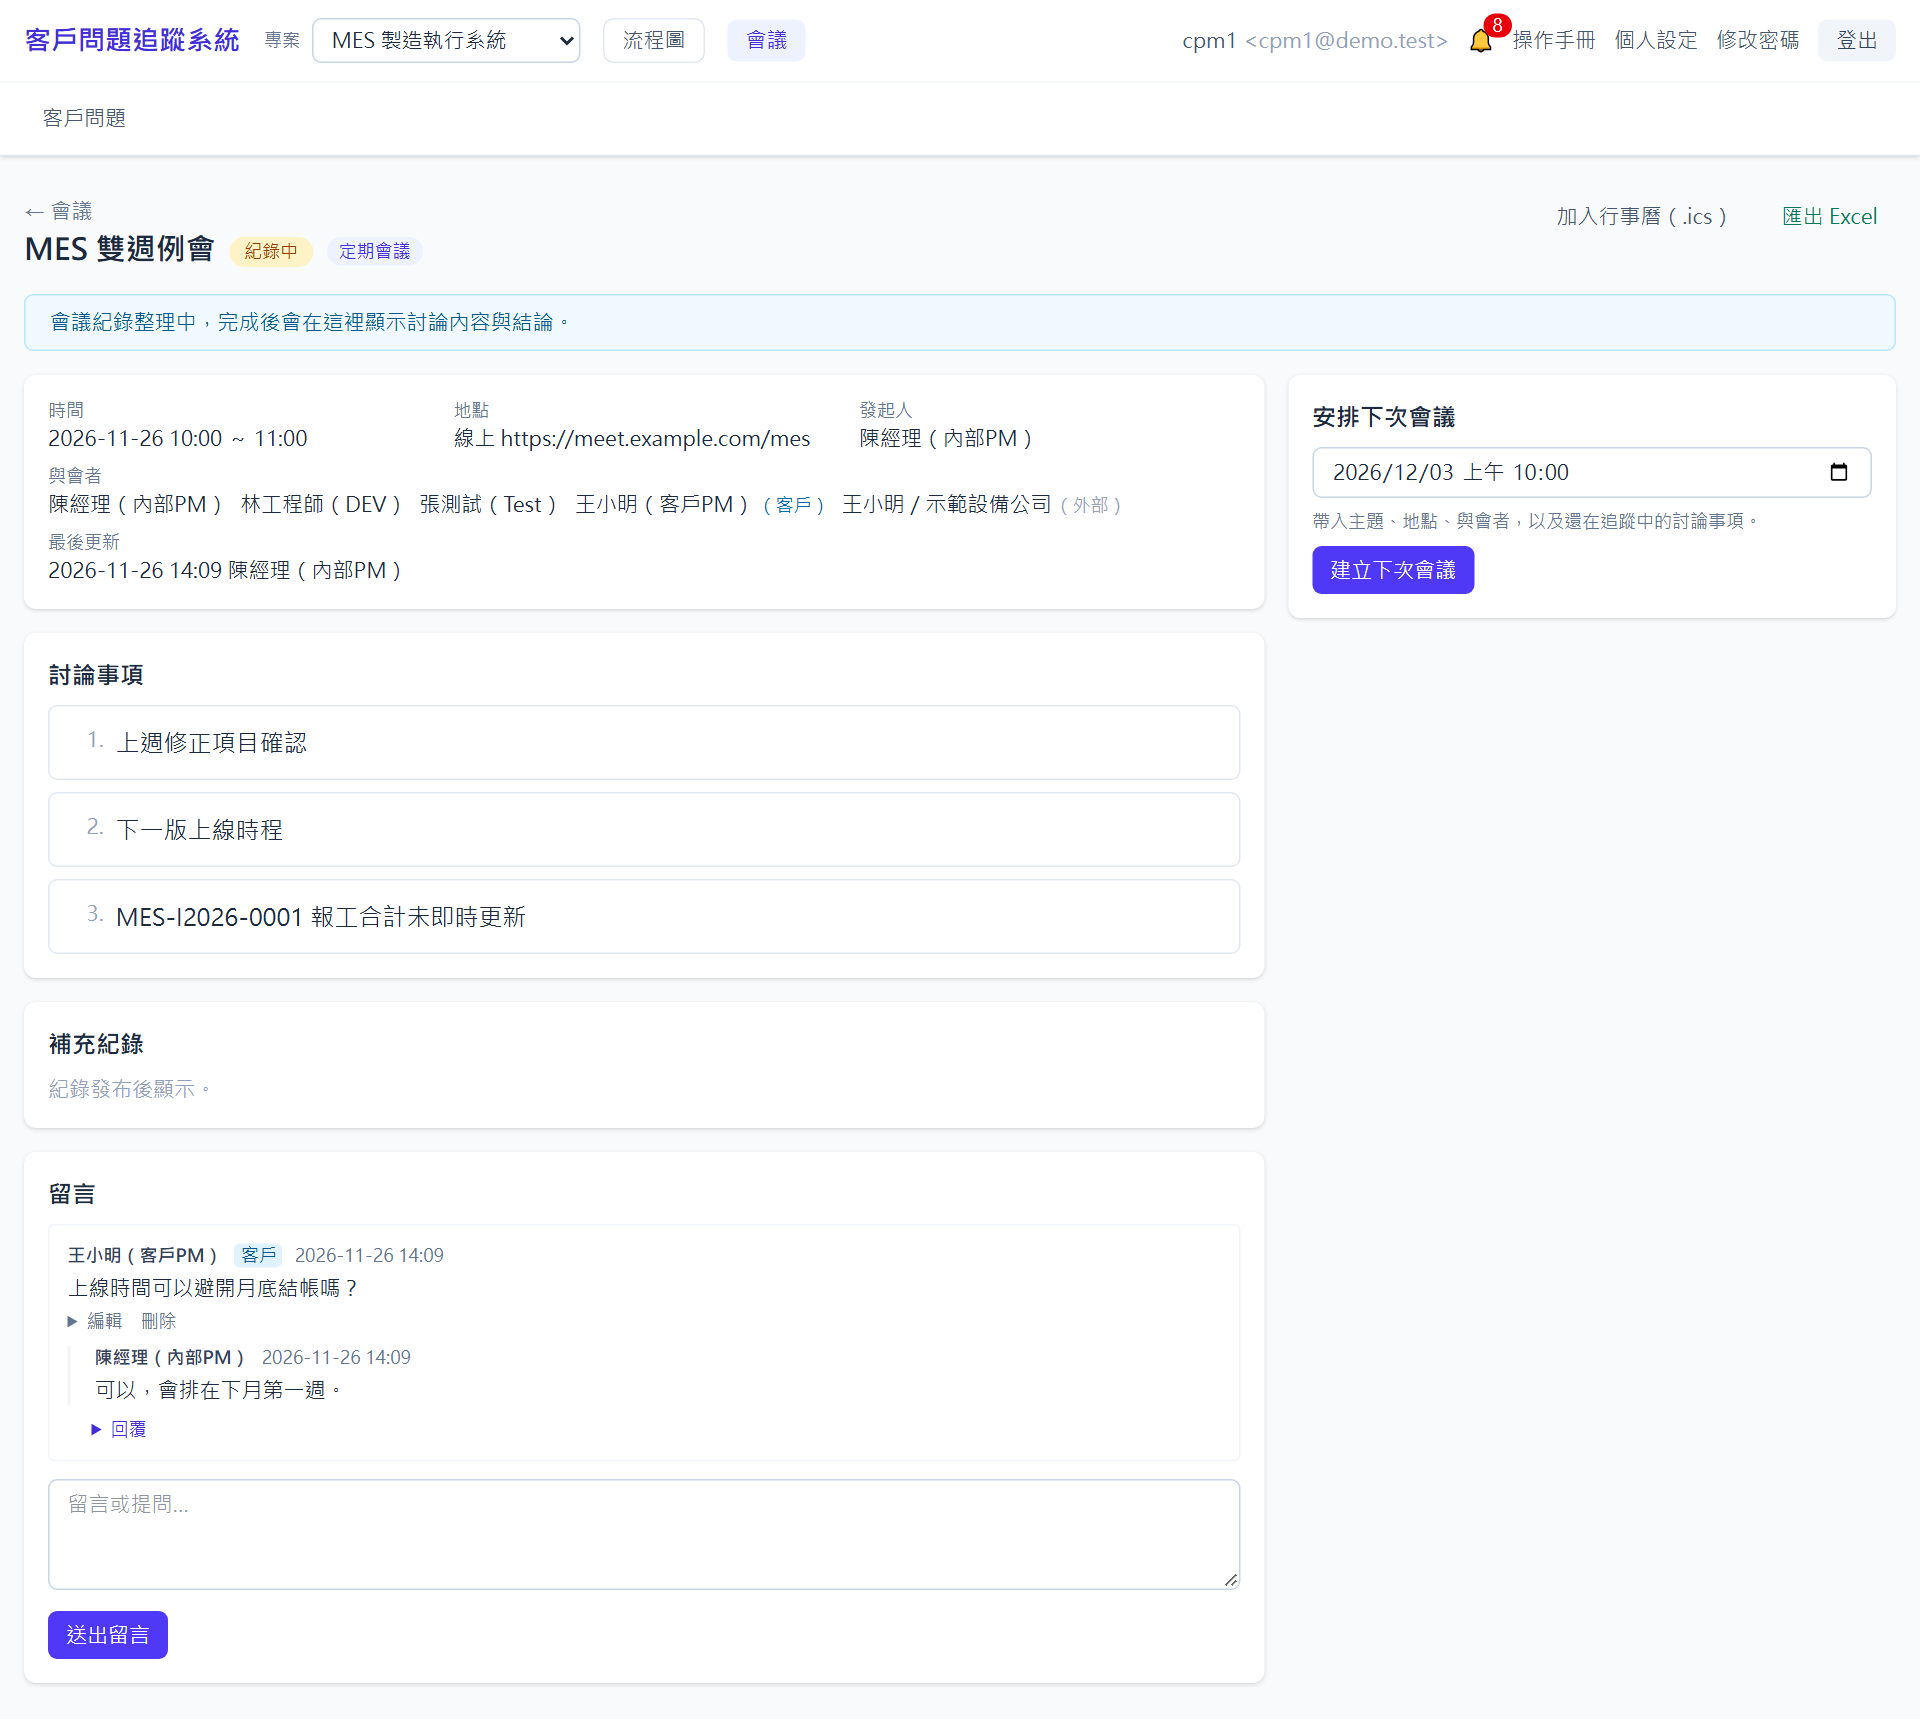 客戶問題追蹤系統 專案 MES 製造執行系統 流程圖 會議 cpm1 <cpm1@demo.test> 8 操作手冊 個人設定 修改密碼 登出
客戶問題
← 會議
加入行事曆（.ics） 匯出 Excel
MES 雙週例會 紀錄中 定期會議
會議紀錄整理中，完成後會在這裡顯示討論內容與結論。
時間 地點 發起人
2026-11-26 10:00 ~ 11:00 線上 https://meet.example.com/mes 陳經理（內部PM）
與會者
陳經理（內部PM） 林工程師（DEV） 張測試（Test） 王小明（客戶PM）（客戶） 王小明 / 示範設備公司（外部）
最後更新
2026-11-26 14:09 陳經理（內部PM）
安排下次會議
2026/12/03 上午 10:00
帶入主題、地點、與會者，以及還在追蹤中的討論事項。
建立下次會議
討論事項
1. 上週修正項目確認
2. 下一版上線時程
3. MES-I2026-0001 報工合計未即時更新
補充紀錄
紀錄發布後顯示。
留言
王小明（客戶PM） 客戶 2026-11-26 14:09
上線時間可以避開月底結帳嗎？
▶ 編輯 刪除
陳經理（內部PM） 2026-11-26 14:09
可以，會排在下月第一週。
▶ 回覆
留言或提問...
送出留言